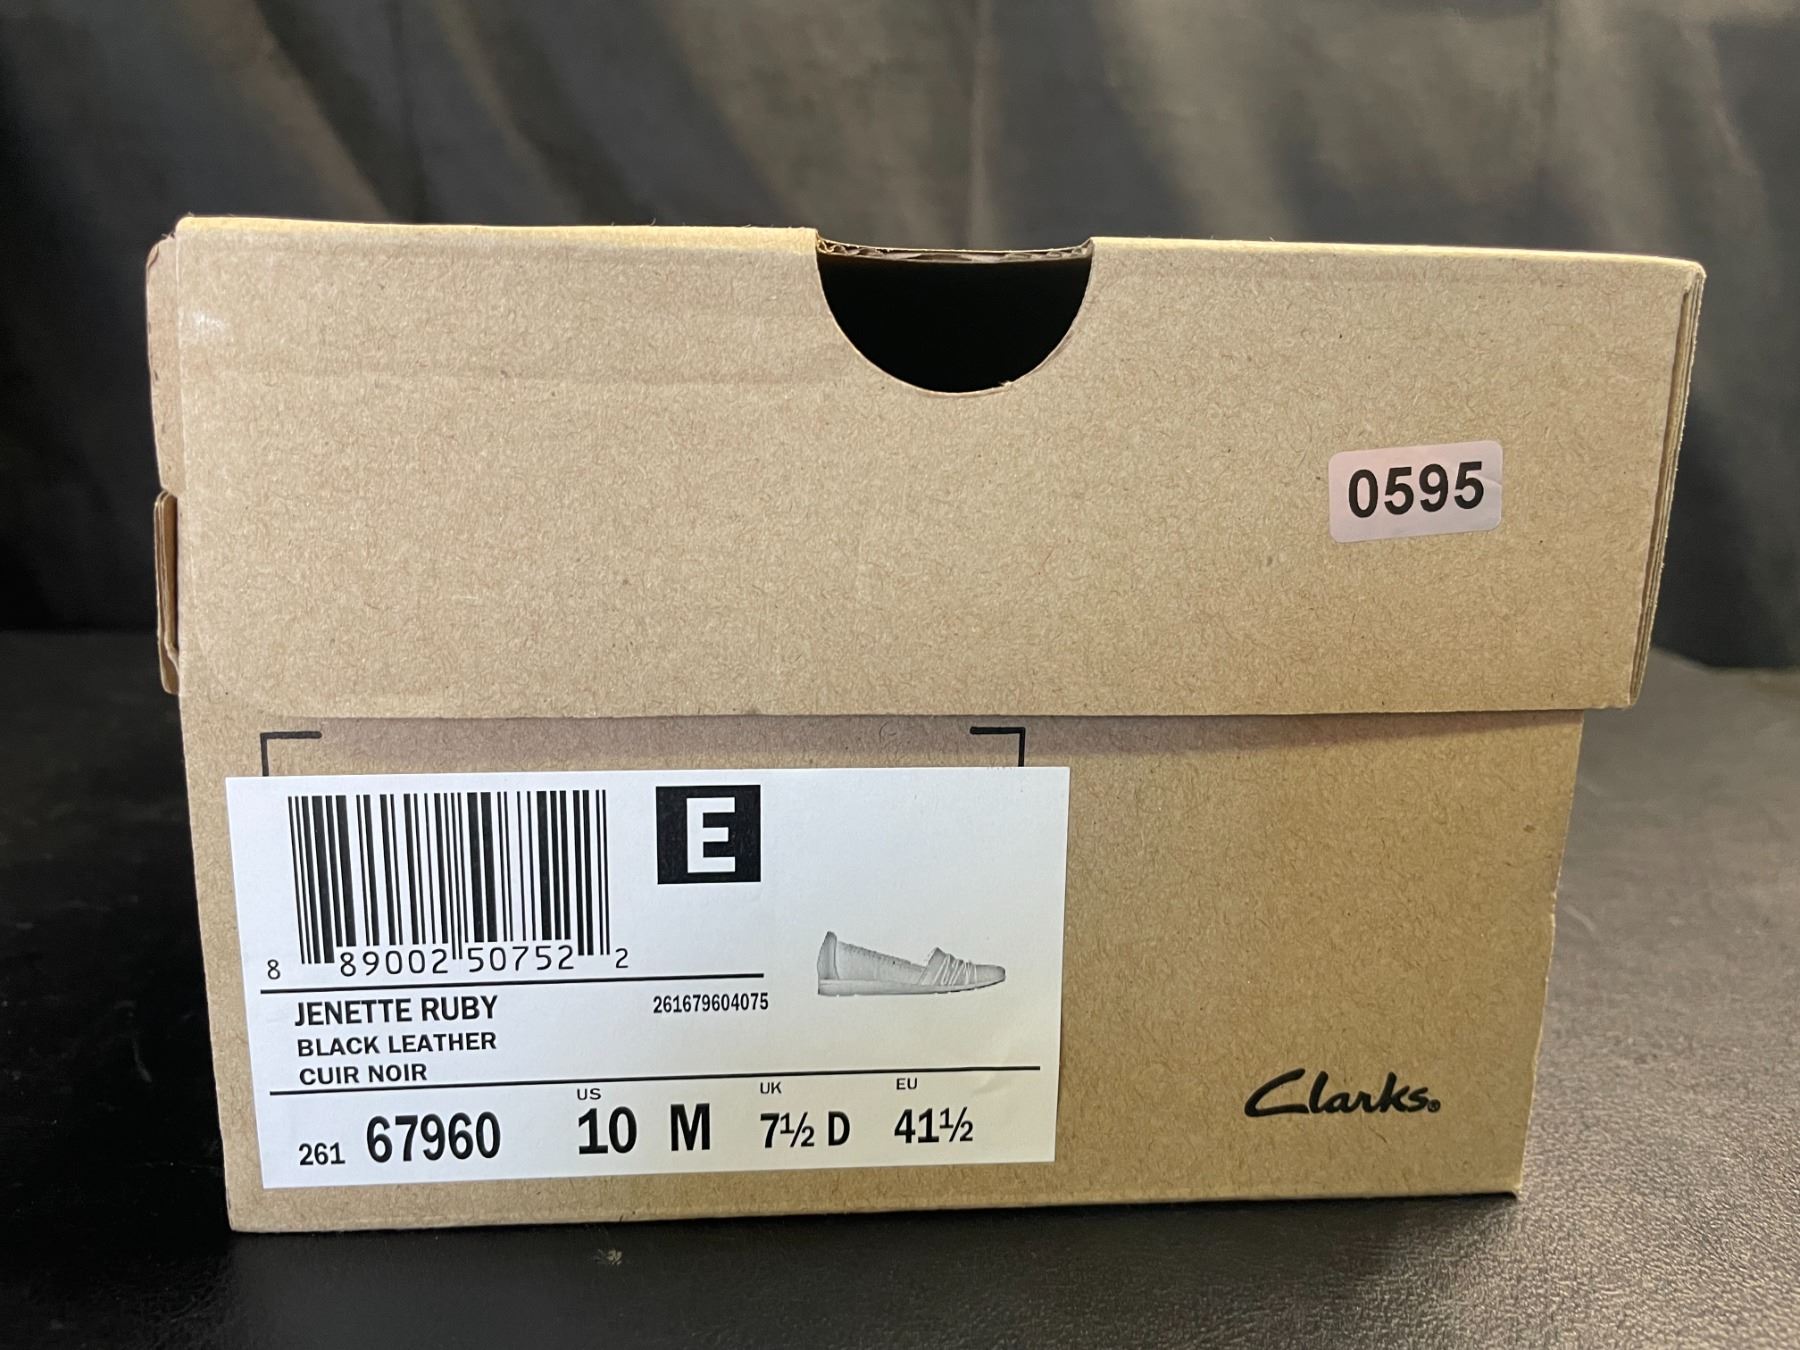 0595
E
8 89002 50752 2
JENETTE RUBY 261679604075
BLACK LEATHER
CUIR NOIR
US UK EU
261 67960 10 M 7½ D 41½
Clarks®